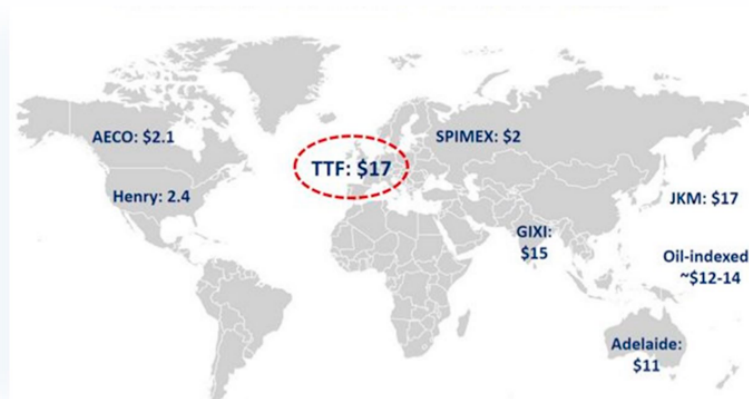 AECO: $2.1
SPIMEX: $2
TTF: $17
Henry: 2.4
JKM: $17
GIXI:
$15
Oil-indexed
~$12-14
Adelaide:
$11